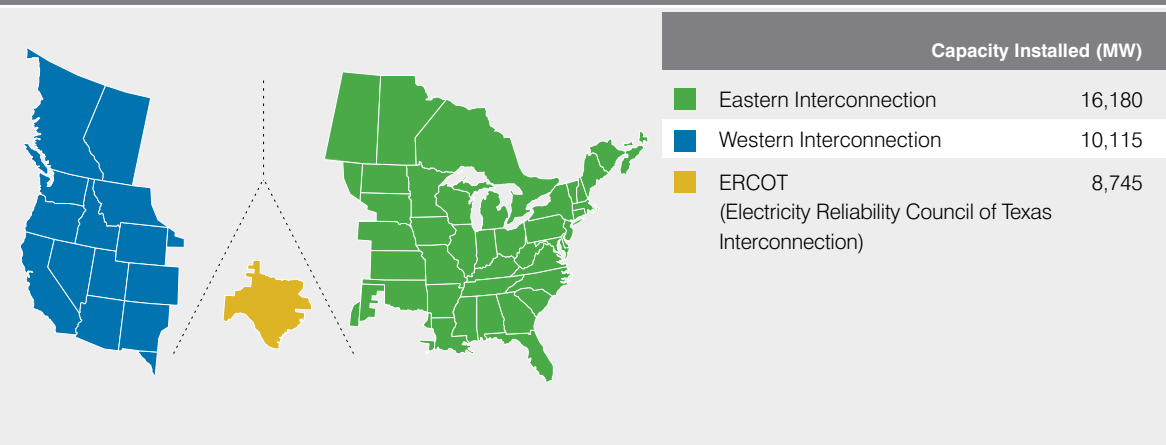 Capacity Installed (MW)
Eastern Interconnection 16,180
Western Interconnection 10,115
ERCOT 8,745
(Electricity Reliability Council of Texas
Interconnection)